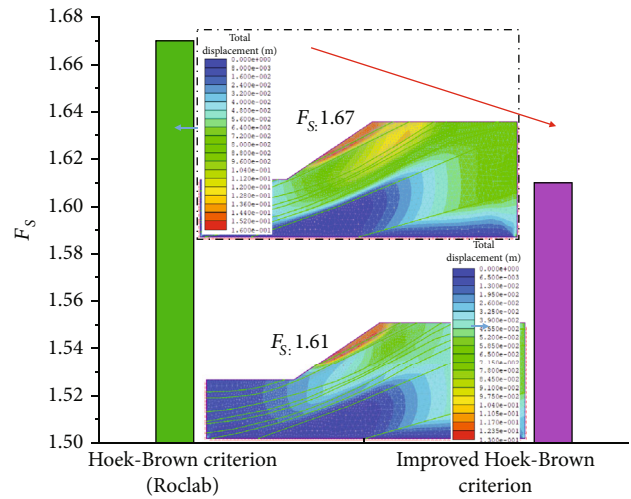 1.68
1.66
1.64
1.62
1.60
1.58
1.56
1.54
1.52
1.50
F_S
Total
displacement (m)
0.000e+000
8.000e-003
1.600e-002
2.400e-002
3.200e-002
4.000e-002
4.800e-002
5.600e-002
6.400e-002
7.200e-002
8.000e-002
8.800e-002
9.600e-002
1.040e-001
1.120e-001
1.200e-001
1.280e-001
1.360e-001
1.440e-001
1.520e-001
1.600e-001
F_S: 1.67
Total
displacement (m)
0.000e+000
6.500e-003
1.300e-002
1.950e-002
2.600e-002
3.250e-002
3.900e-002
4.550e-002
5.200e-002
5.850e-002
6.500e-002
7.150e-002
7.800e-002
8.450e-002
9.100e-002
9.750e-002
1.040e-001
1.105e-001
1.170e-001
1.235e-001
1.300e-001
F_S: 1.61
Hoek-Brown criterion
(Roclab)
Improved Hoek-Brown
criterion